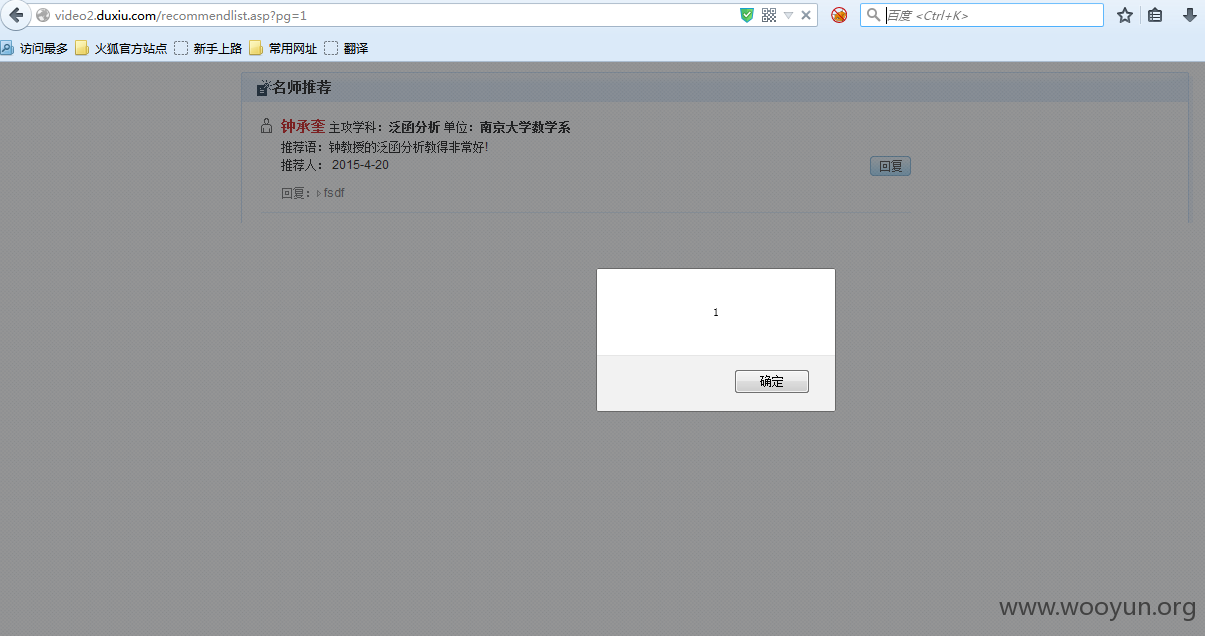 video2.duxiu.com/recommendlist.asp?pg=1
百度 <Ctrl+K>
访问最多 火狐官方站点 新手上路 常用网址 翻译
名师推荐
钟承奎 主攻学科：泛函分析 单位：南京大学数学系
推荐语：钟教授的泛函分析教得非常好!
推荐人： 2015-4-20
回复
回复：fsdf
1
确定
www.wooyun.org